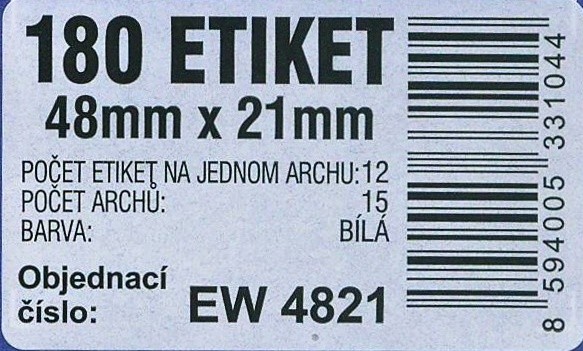 180 ETIKET
48mm x 21mm
POČET ETIKET NA JEDNOM ARCHU:12
POČET ARCHŮ: 15
BARVA: BÍLÁ
Objednací
číslo: EW 4821
8 594005 331044